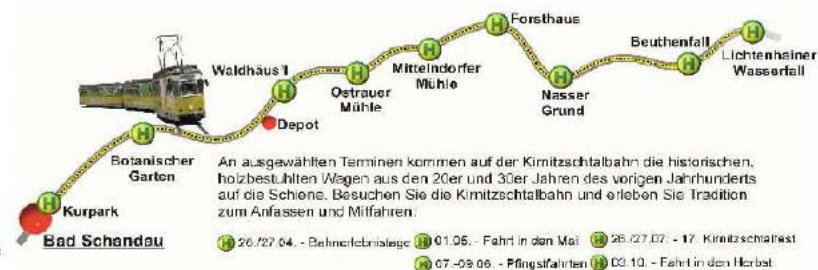 Forsthaus
Beuthenfall
Lichtenhainer
Wasserfall
Waldhäus'l
Mittelndorfer
Mühle
Ostrauer
Mühle
Nasser
Grund
Depot
Botanischer
Garten
Kurpark
Bad Schandau
An ausgewählten Terminen kommen auf der Kirnitzschtalbahn die historischen,
holzbestuhlten Wagen aus den 20er und 30er Jahren des vorigen Jahrhunderts
auf die Schiene. Besuchen Sie die Kirnitzschtalbahn und erleben Sie Tradition
zum Anfassen und Mitfahren.
H 26./27.04. - Bahnerlebnistage H 01.05. - Fahrt in den Mai H 26./27.07. - 17. Kirnitzschtalfest
H 07.-09.06. - Pfingstfahrten H 03.10. - Fahrt in den Herbst